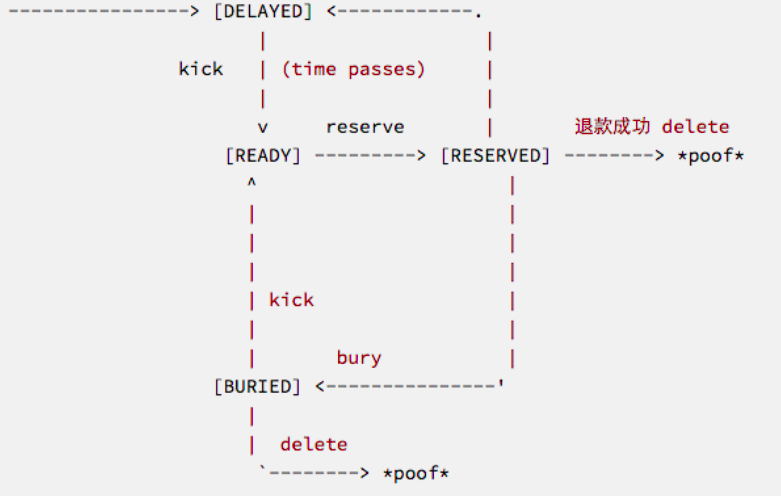 ---------------> [DELAYED] <------------.
| |
kick | (time passes) |
| |
v reserve | 退款成功 delete
[READY] ---------> [RESERVED] --------> *poof*
^ |
| |
| |
| |
| kick |
| |
| bury |
[BURIED] <---------------'
|
| delete
`--------> *poof*